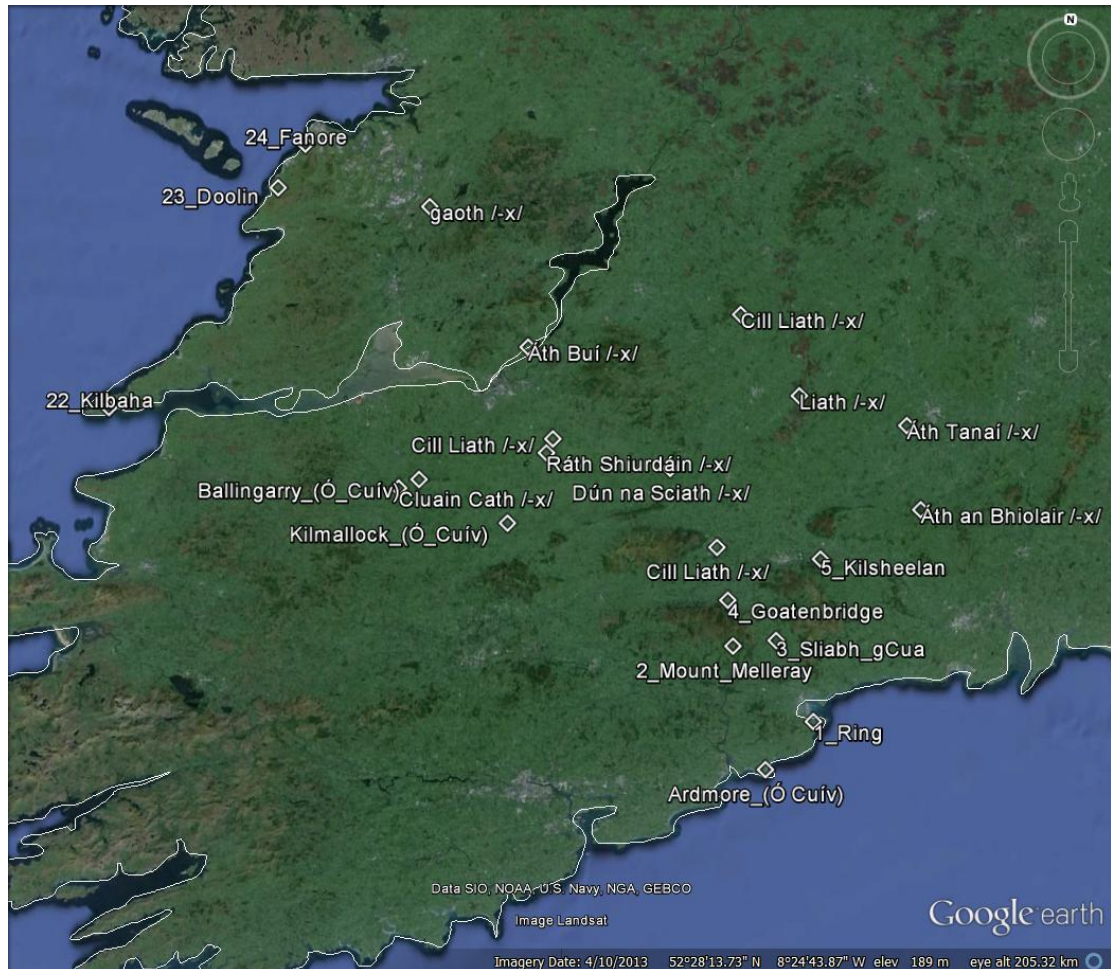 N
24_Fanore
23_Doolin
gaoth /-x/
Cill Liath /-x/
Áth Buí /-x/
22_Kilbaha
Liath /-x/
Áth Tanaí /-x/
Cill Liath /-x/
Ráth Shiurdáin /-x/
Ballingarry_(Ó_Cuív)
Cluain Cath /-x/
Dún na Sciath /-x/
Áth an Bhiolair /-x/
Kilmallock_(Ó_Cuív)
Cill Liath /-x/
5_Kilsheelan
4_Goatenbridge
3_Sliabh_gCua
2_Mount_Melleray
1_Ring
Ardmore_(Ó Cuív)
Data SIO, NOAA, U.S. Navy, NGA, GEBCO
Image Landsat
Google earth
Imagery Date: 4/10/2013 52°28'13.73" N 8°24'43.87" W elev 189 m eye alt 205.32 km